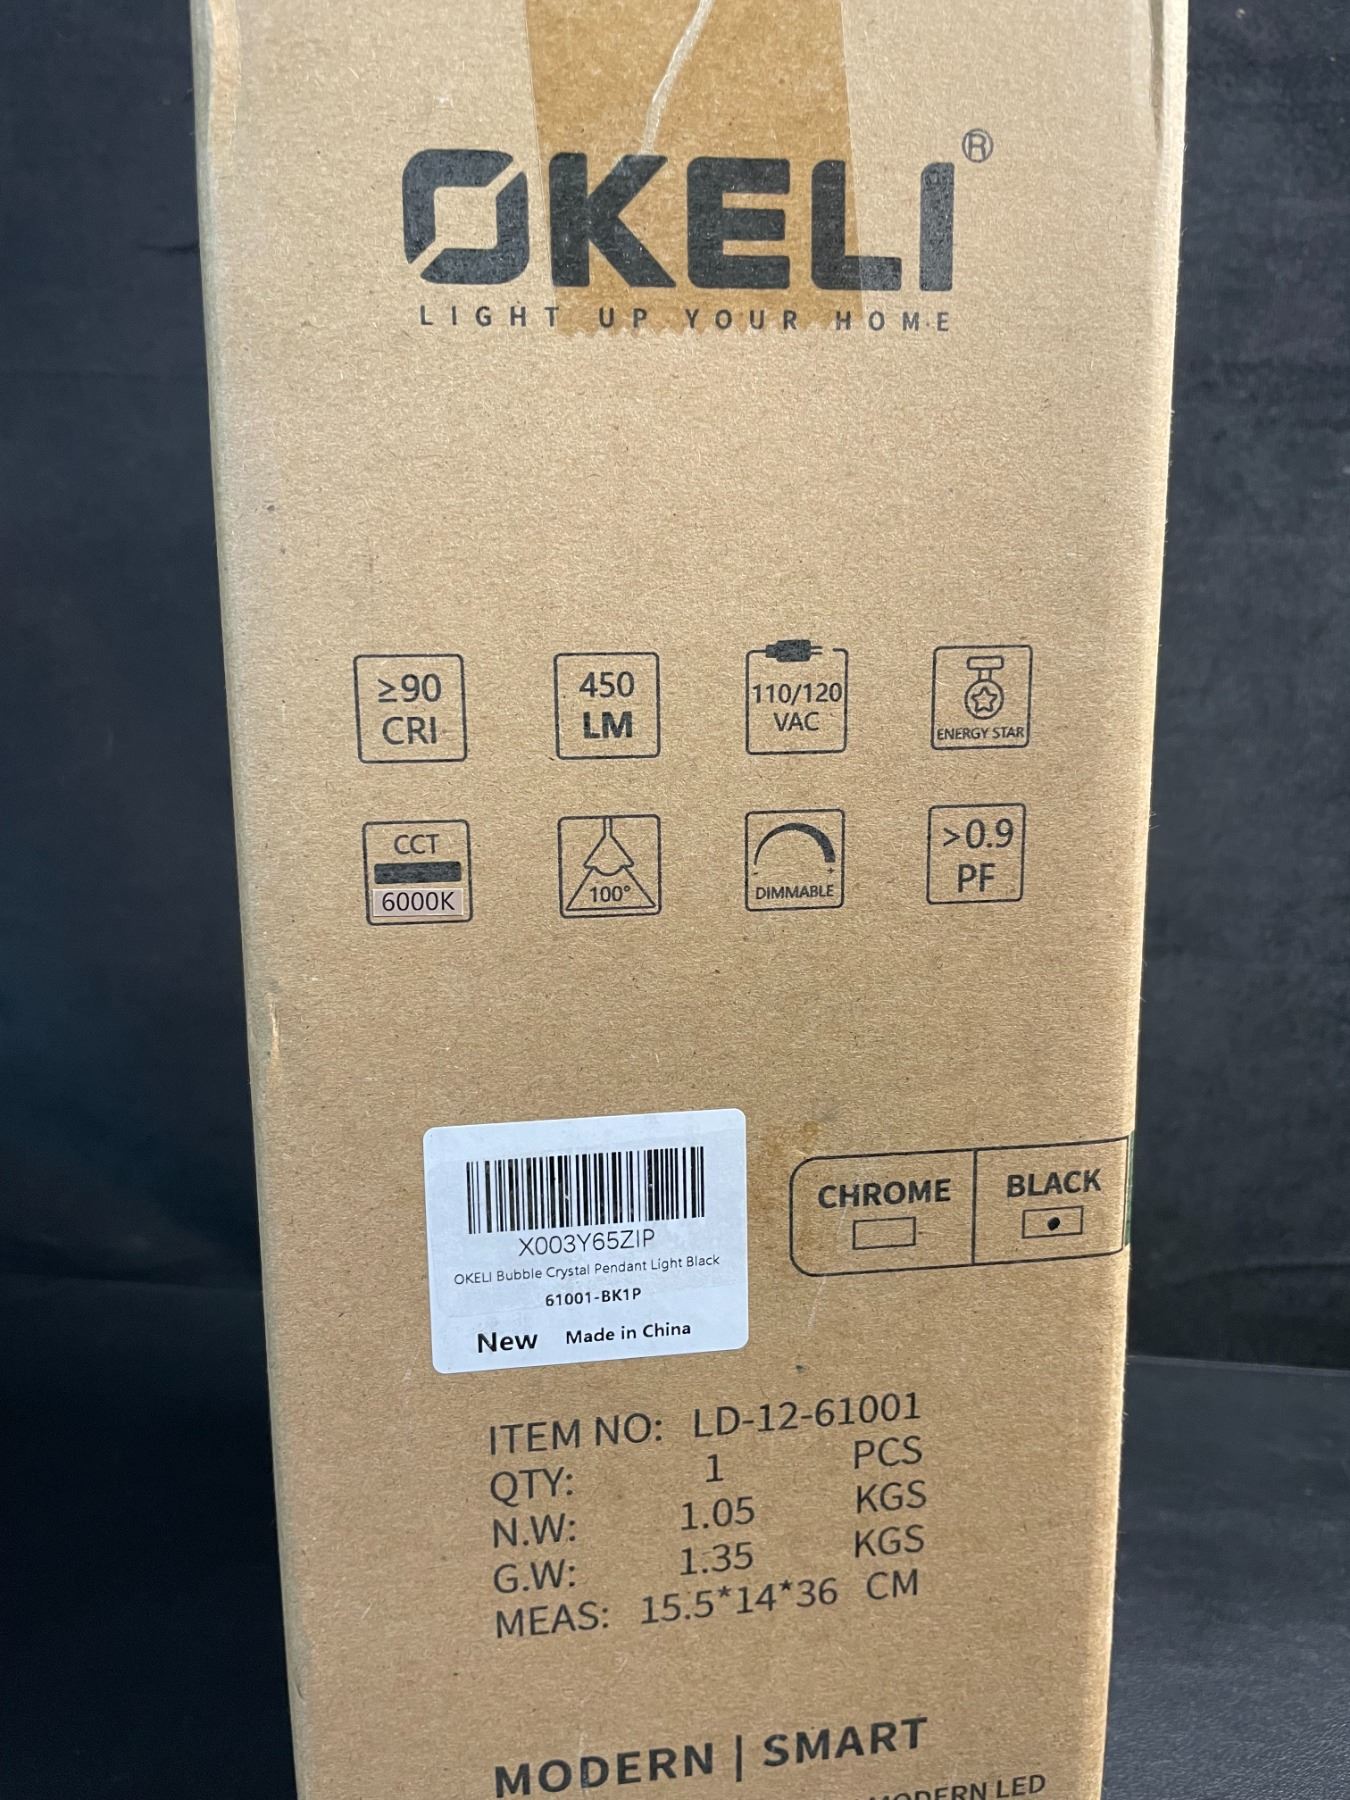 OKELI®
LIGHT UP YOUR HOME
≥90
CRI
450
LM
110/120
VAC
ENERGY STAR
CCT
6000K
100°
- +
DIMMABLE
>0.9
PF
X003Y65ZIP
OKELI Bubble Crystal Pendant Light Black
61001-BK1P
New Made in China
CHROME BLACK
ITEM NO: LD-12-61001
QTY: 1 PCS
N.W: 1.05 KGS
G.W: 1.35 KGS
MEAS: 15.5*14*36 CM
MODERN | SMART
MODERN LED